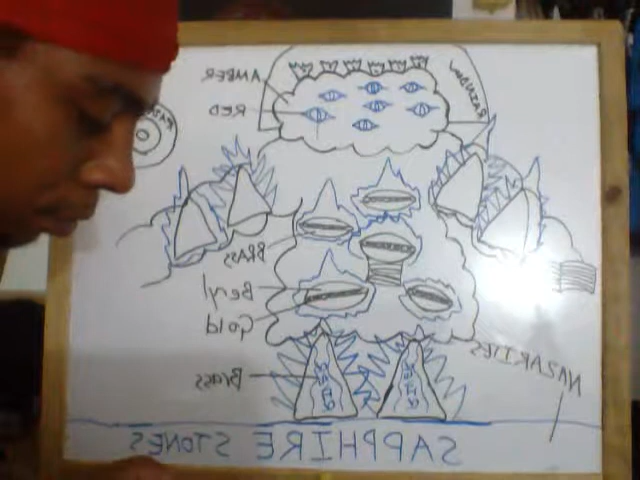 AMBER
RED
RAINBOW
BRASS
Beryl
Gold
Brass
NAZARITES
SAPPHIRE STONES